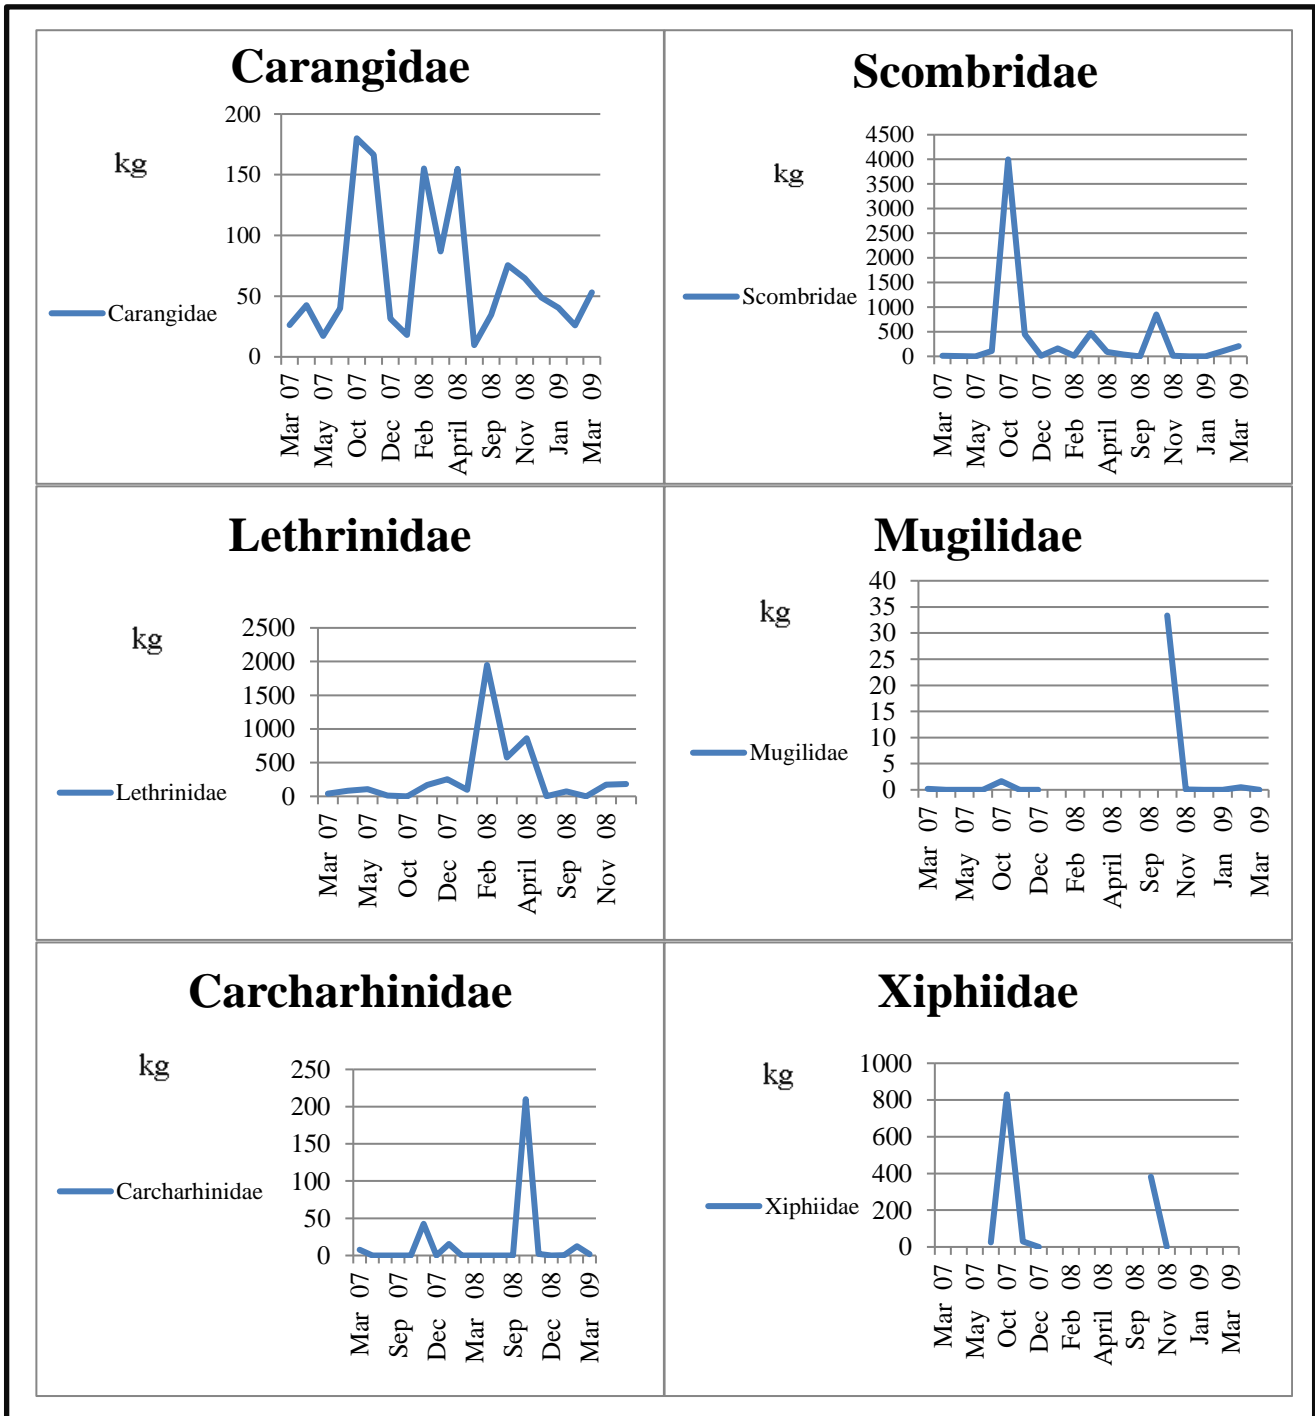 Carangidae
kg
200
150
100
50
0
Carangidae
Mar 07
May 07
Oct 07
Dec 07
Feb 08
April 08
Sep 08
Nov 08
Jan 09
Mar 09
Scombridae
kg
4500
4000
3500
3000
2500
2000
1500
1000
500
0
Scombridae
Mar 07
May 07
Oct 07
Dec 07
Feb 08
April 08
Sep 08
Nov 08
Jan 09
Mar 09
Lethrinidae
kg
2500
2000
1500
1000
500
0
Lethrinidae
Mar 07
May 07
Oct 07
Dec 07
Feb 08
April 08
Sep 08
Nov 08
Mugilidae
kg
40
35
30
25
20
15
10
5
0
Mugilidae
Mar 07
May 07
Oct 07
Dec 07
Feb 08
April 08
Sep 08
Nov 08
Jan 09
Mar 09
Carcharhinidae
kg
250
200
150
100
50
0
Carcharhinidae
Mar 07
Sep 07
Dec 07
Mar 08
Sep 08
Dec 08
Mar 09
Xiphiidae
kg
1000
800
600
400
200
0
Xiphiidae
Mar 07
May 07
Oct 07
Dec 07
Feb 08
April 08
Sep 08
Nov 08
Jan 09
Mar 09